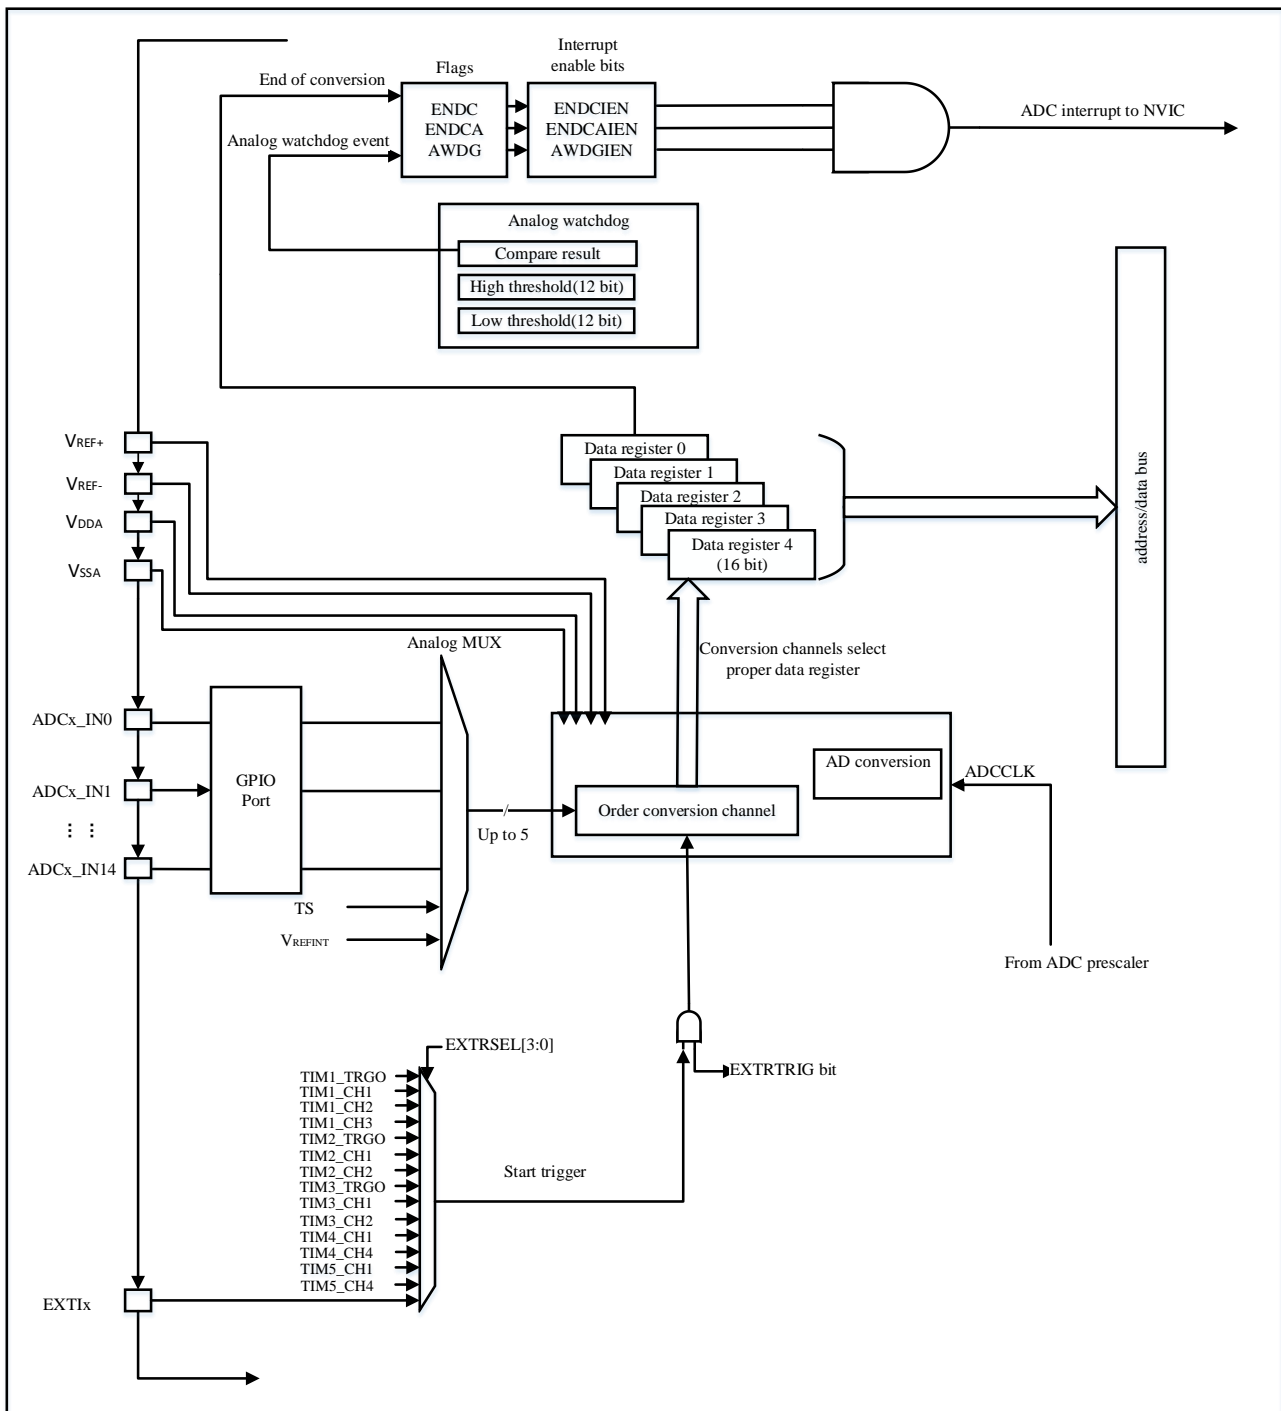 Interrupt
enable bits
Flags
End of conversion
ENDC
ENDCA
AWDG
ENDCIEN
ENDCAIEN
AWDGIEN
ADC interrupt to NVIC
Analog watchdog event
Analog watchdog
Compare result
High threshold(12 bit)
Low threshold(12 bit)
address/data bus
VREF+
VREF-
VDDA
VSSA
Data register 0
Data register 1
Data register 2
Data register 3
Data register 4
(16 bit)
Conversion channels select
proper data register
Analog MUX
ADCx_IN0
ADCx_IN1
⋮ ⋮
ADCx_IN14
GPIO
Port
TS
VREFINT
/
Up to 5
Order conversion channel
AD conversion
ADCCLK
From ADC prescaler
EXTRSEL[3:0]
EXTRTRIG bit
TIM1_TRGO
TIM1_CH1
TIM1_CH2
TIM1_CH3
TIM2_TRGO
TIM2_CH1
TIM2_CH2
TIM3_TRGO
TIM3_CH1
TIM3_CH2
TIM4_CH1
TIM4_CH4
TIM5_CH1
TIM5_CH4
Start trigger
EXTIx